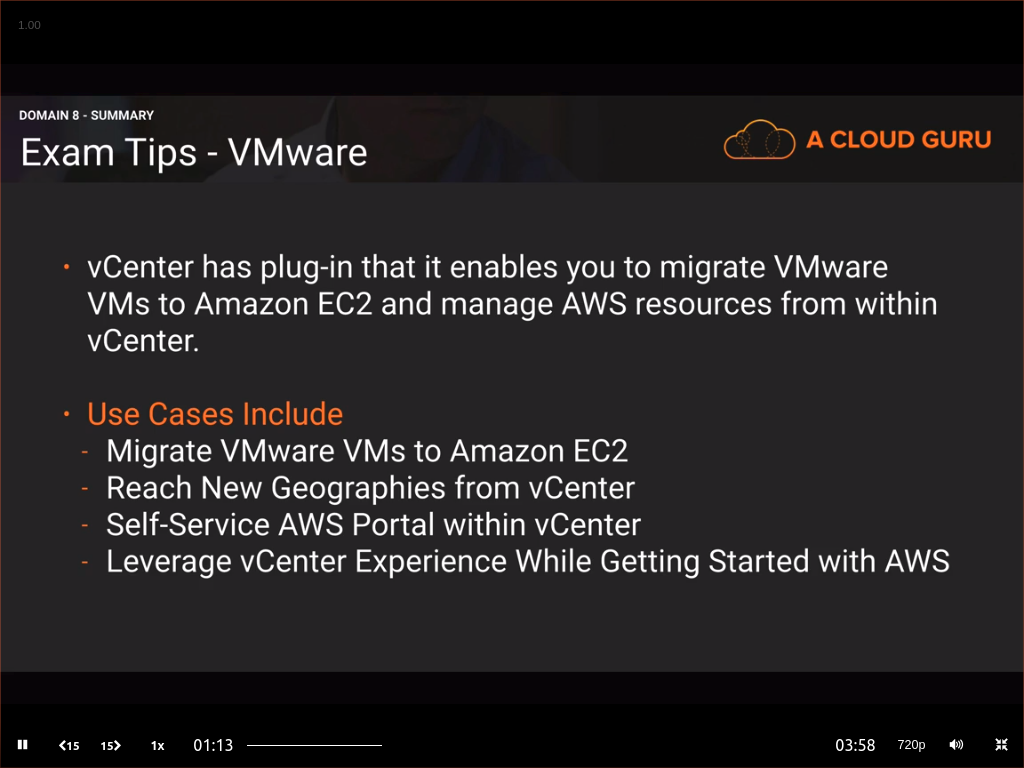 1.00
DOMAIN 8 - SUMMARY
Exam Tips - VMware
A CLOUD GURU
• vCenter has plug-in that it enables you to migrate VMware
VMs to Amazon EC2 and manage AWS resources from within
vCenter.
• Use Cases Include
- Migrate VMware VMs to Amazon EC2
- Reach New Geographies from vCenter
- Self-Service AWS Portal within vCenter
- Leverage vCenter Experience While Getting Started with AWS
15 15 1x 01:13 03:58 720p